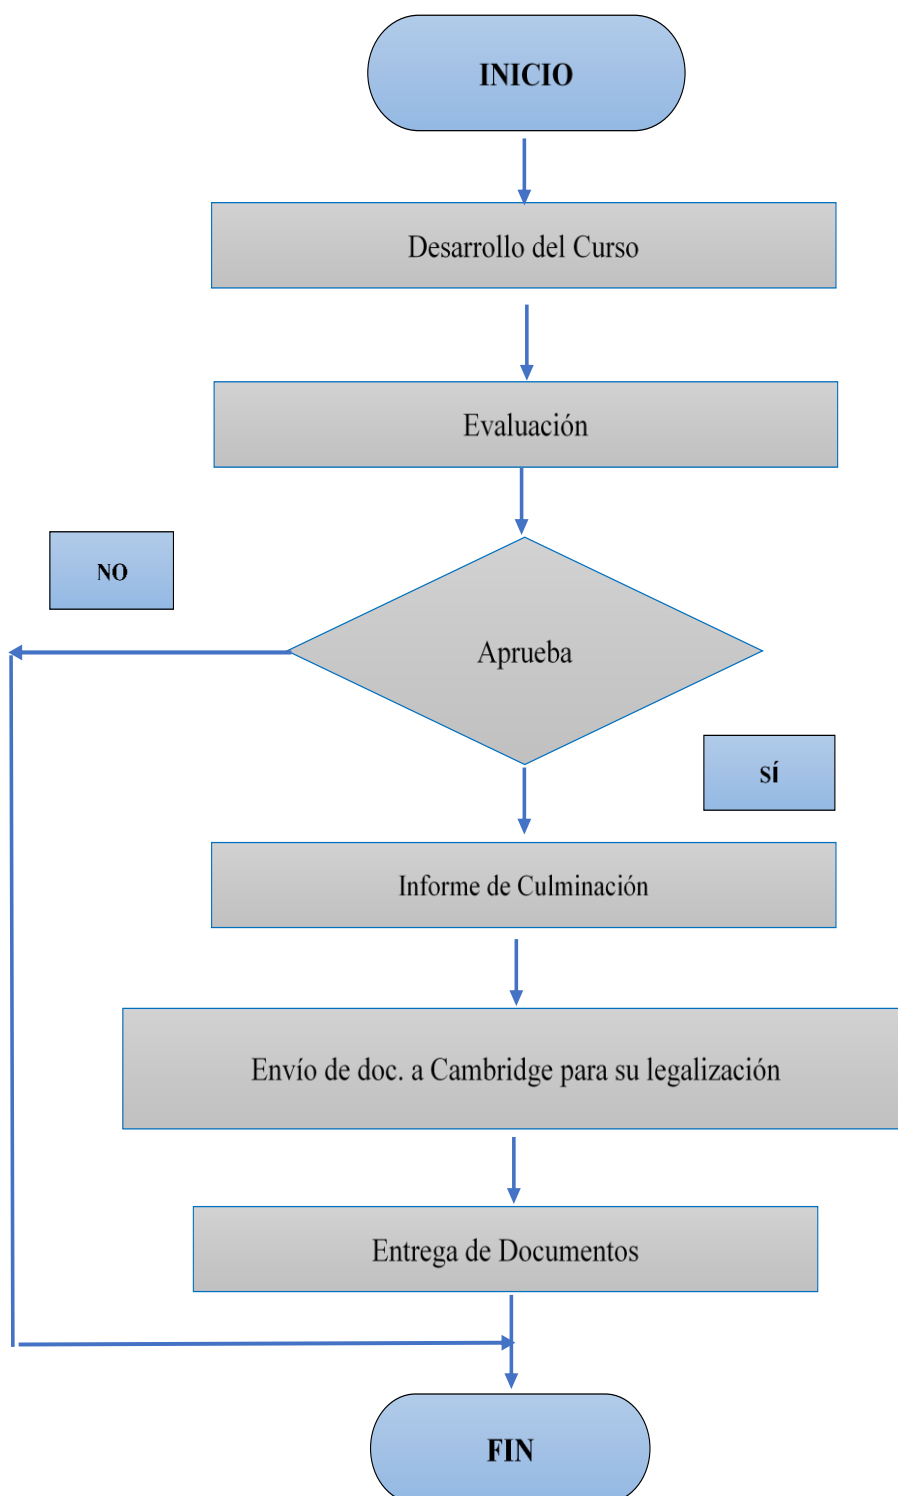 INICIO
Desarrollo del Curso
Evaluación
NO
Aprueba
SÍ
Informe de Culminación
Envío de doc. a Cambridge para su legalización
Entrega de Documentos
FIN